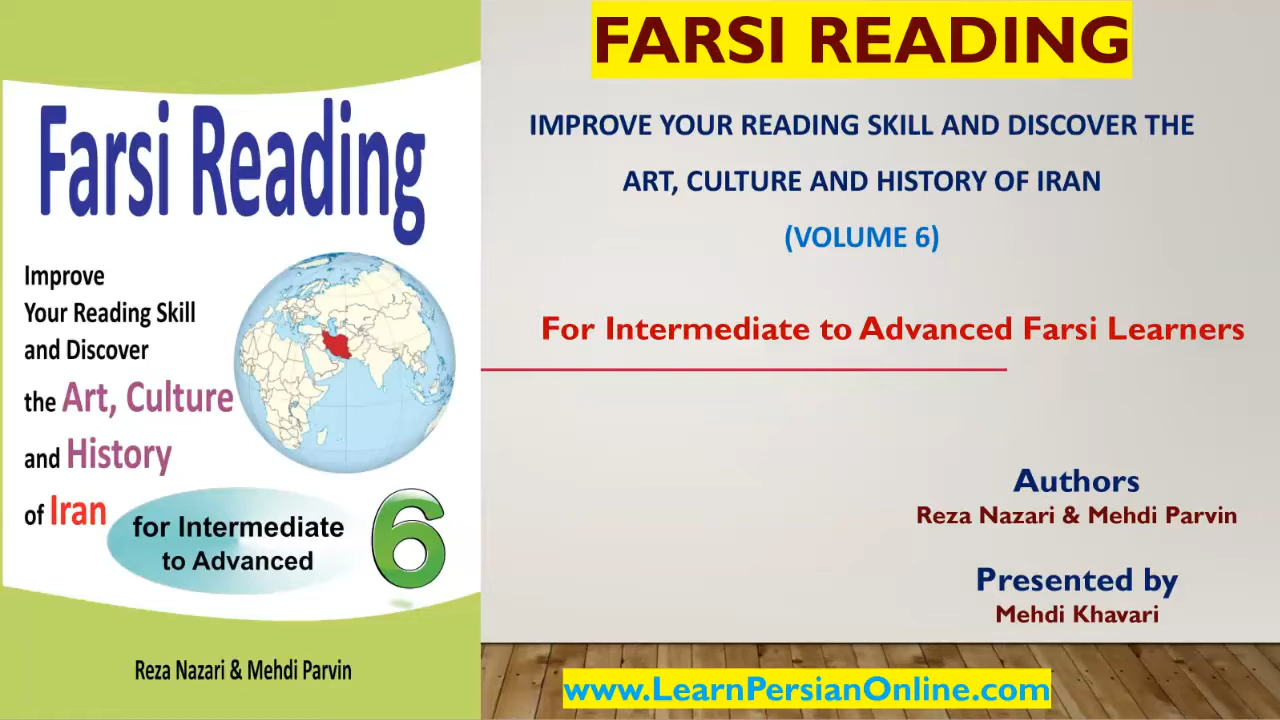 Farsi Reading
Improve
Your Reading Skill
and Discover
the Art, Culture
and History
of Iran
for Intermediate
to Advanced
6
Reza Nazari & Mehdi Parvin
FARSI READING
IMPROVE YOUR READING SKILL AND DISCOVER THE
ART, CULTURE AND HISTORY OF IRAN
(VOLUME 6)
For Intermediate to Advanced Farsi Learners
Authors
Reza Nazari & Mehdi Parvin
Presented by
Mehdi Khavari
www.LearnPersianOnline.com